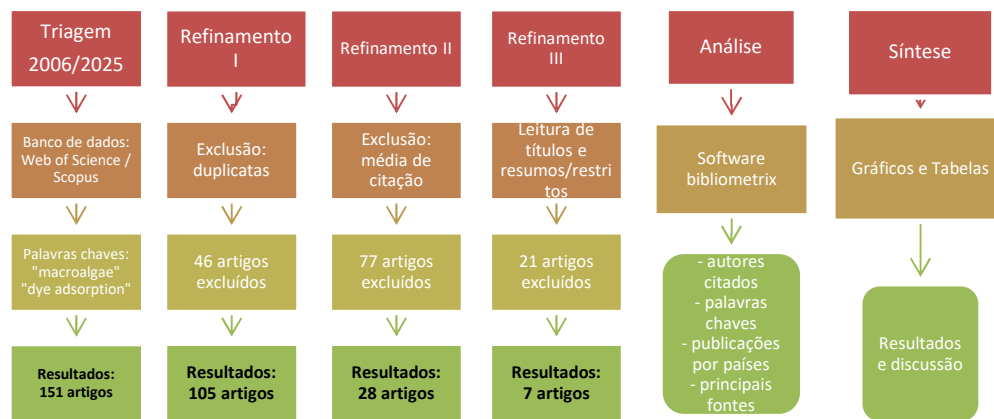 Triagem
2006/2025
Banco de dados:
Web of Science /
Scopus
Palavras chaves:
"macroalgae"
"dye adsorption"
Resultados:
151 artigos
Refinamento
I
Exclusão:
duplicatas
46 artigos
excluídos
Resultados:
105 artigos
Refinamento II
Exclusão:
média de
citação
77 artigos
excluídos
Resultados:
28 artigos
Refinamento
III
Leitura de
títulos e
resumos/restri
tos
21 artigos
excluídos
Resultados:
7 artigos
Análise
Software
bibliometrix
- autores
citados
- palavras
chaves
- publicações
por países
- principais
fontes
Síntese
Gráficos e Tabelas
Resultados
e discussão